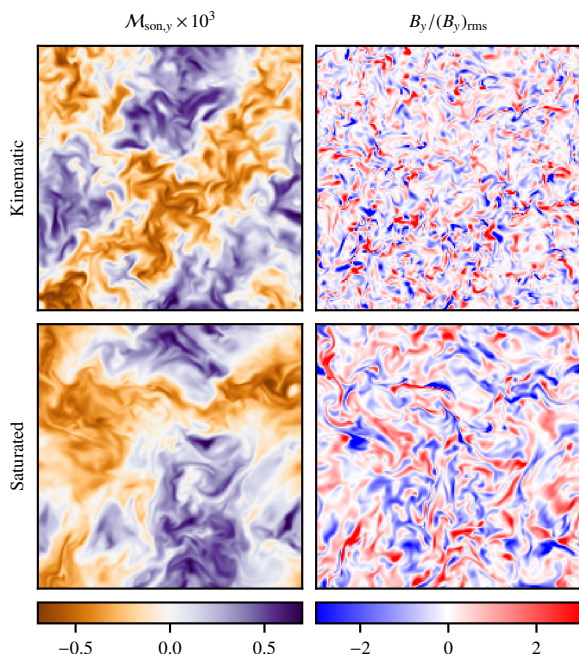 𝓜son,y × 10³
By/(By)rms
Kinematic
Saturated
−0.5 0.0 0.5
−2 0 2